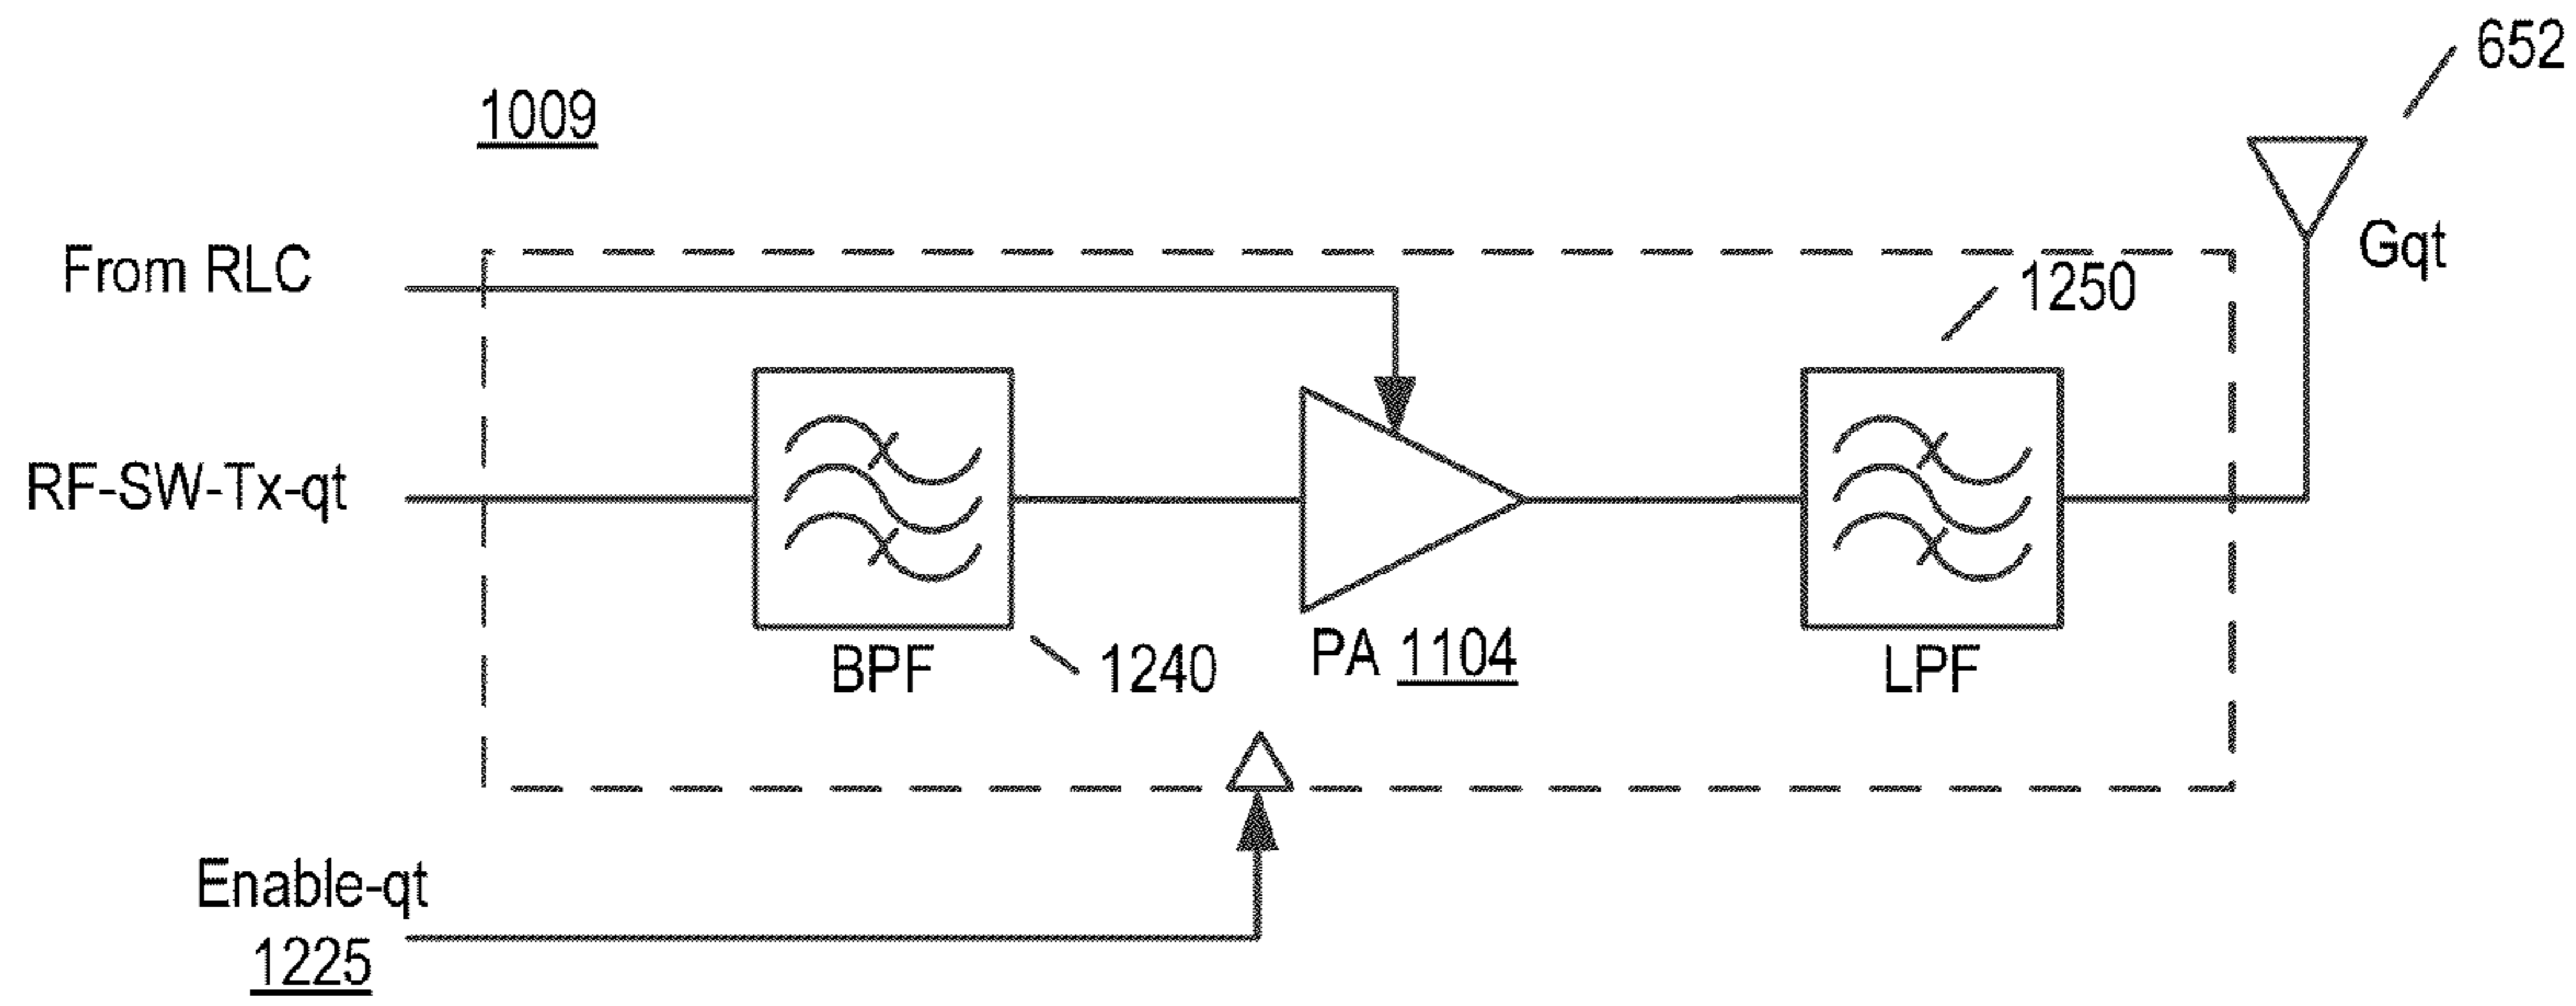 652
1009
Gqt
From RLC
1250
RF-SW-Tx-qt
BPF
1240
PA 1104
LPF
Enable-qt
1225